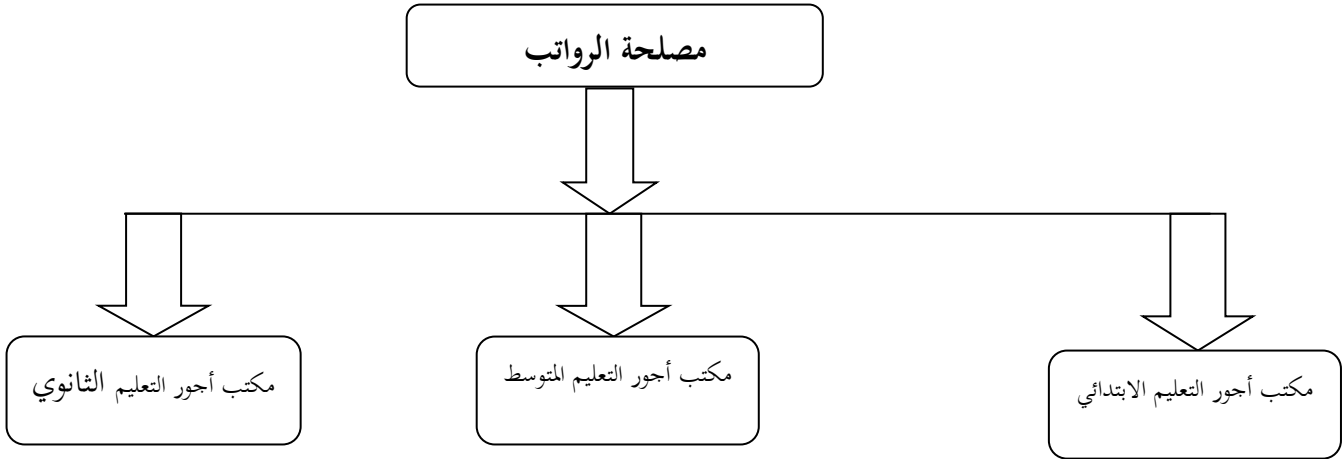 مصلحة الرواتب
مكتب أجور التعليم الابتدائي
مكتب أجور التعليم المتوسط
مكتب أجور التعليم الثانوي